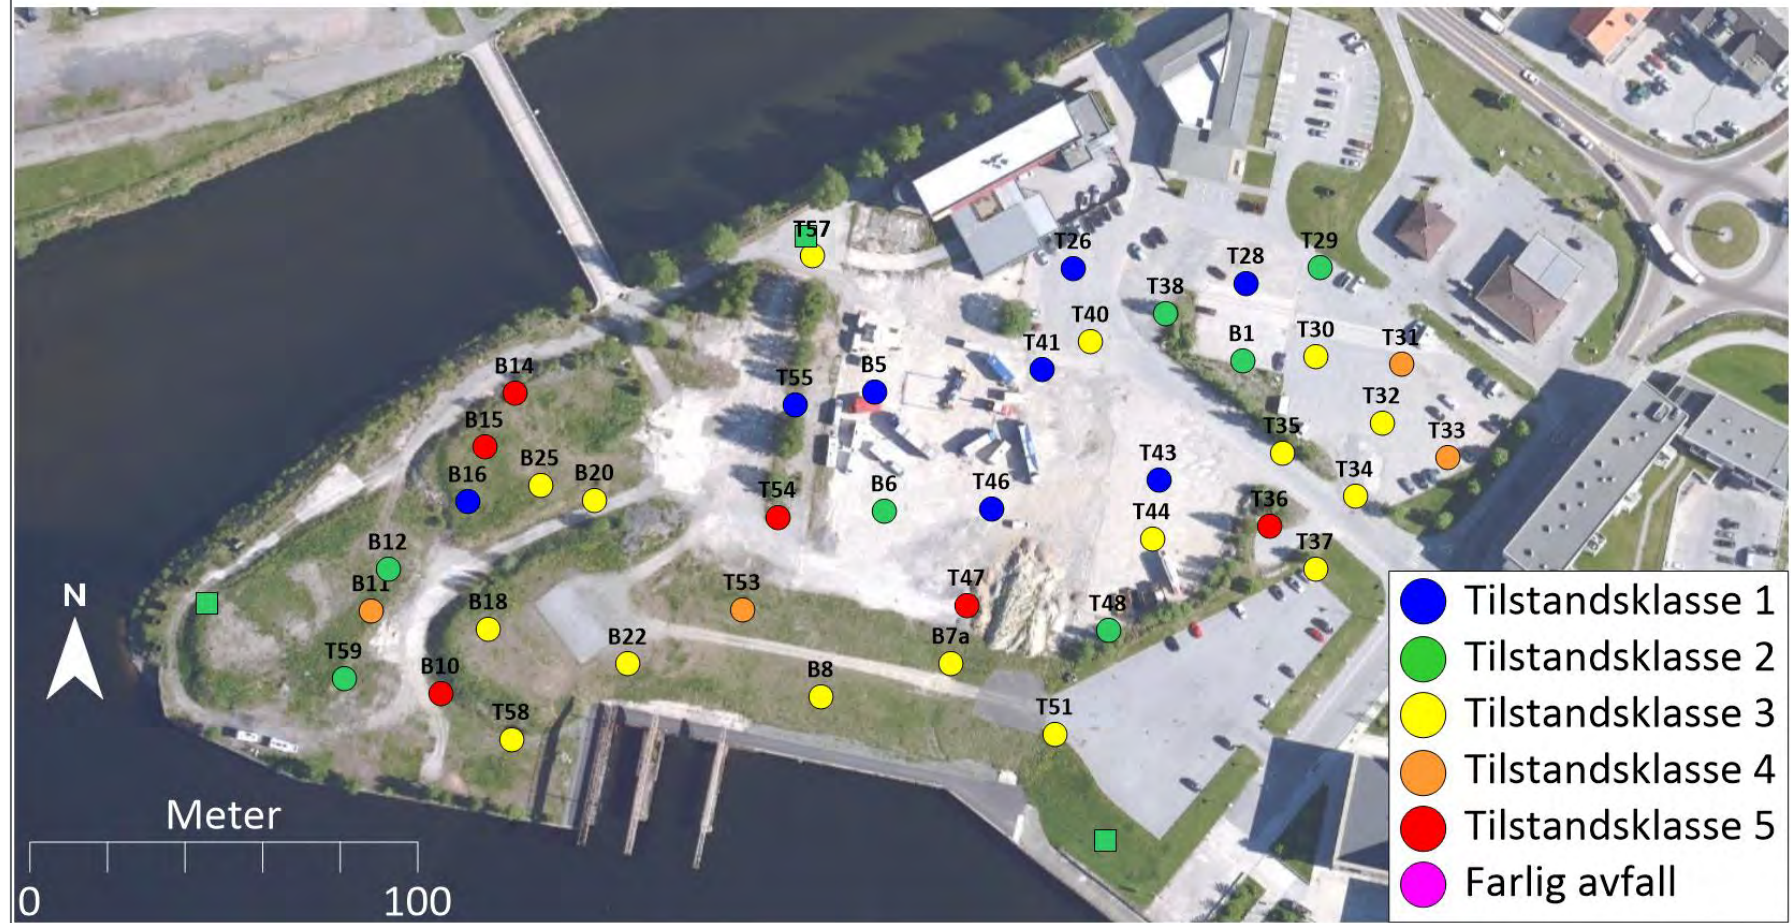 T57
T26
T28
T29
T38
T40
T41
B1
T30
T31
B14
B5
T55
T32
B15
T35
T33
B16
B25
B20
T54
B6
T46
T43
T34
T44
T36
T37
B12
B11
B18
T53
T47
T48
B22
B7a
T59
B10
B8
T58
T51
N
Meter
0 100
Tilstandsklasse 1
Tilstandsklasse 2
Tilstandsklasse 3
Tilstandsklasse 4
Tilstandsklasse 5
Farlig avfall